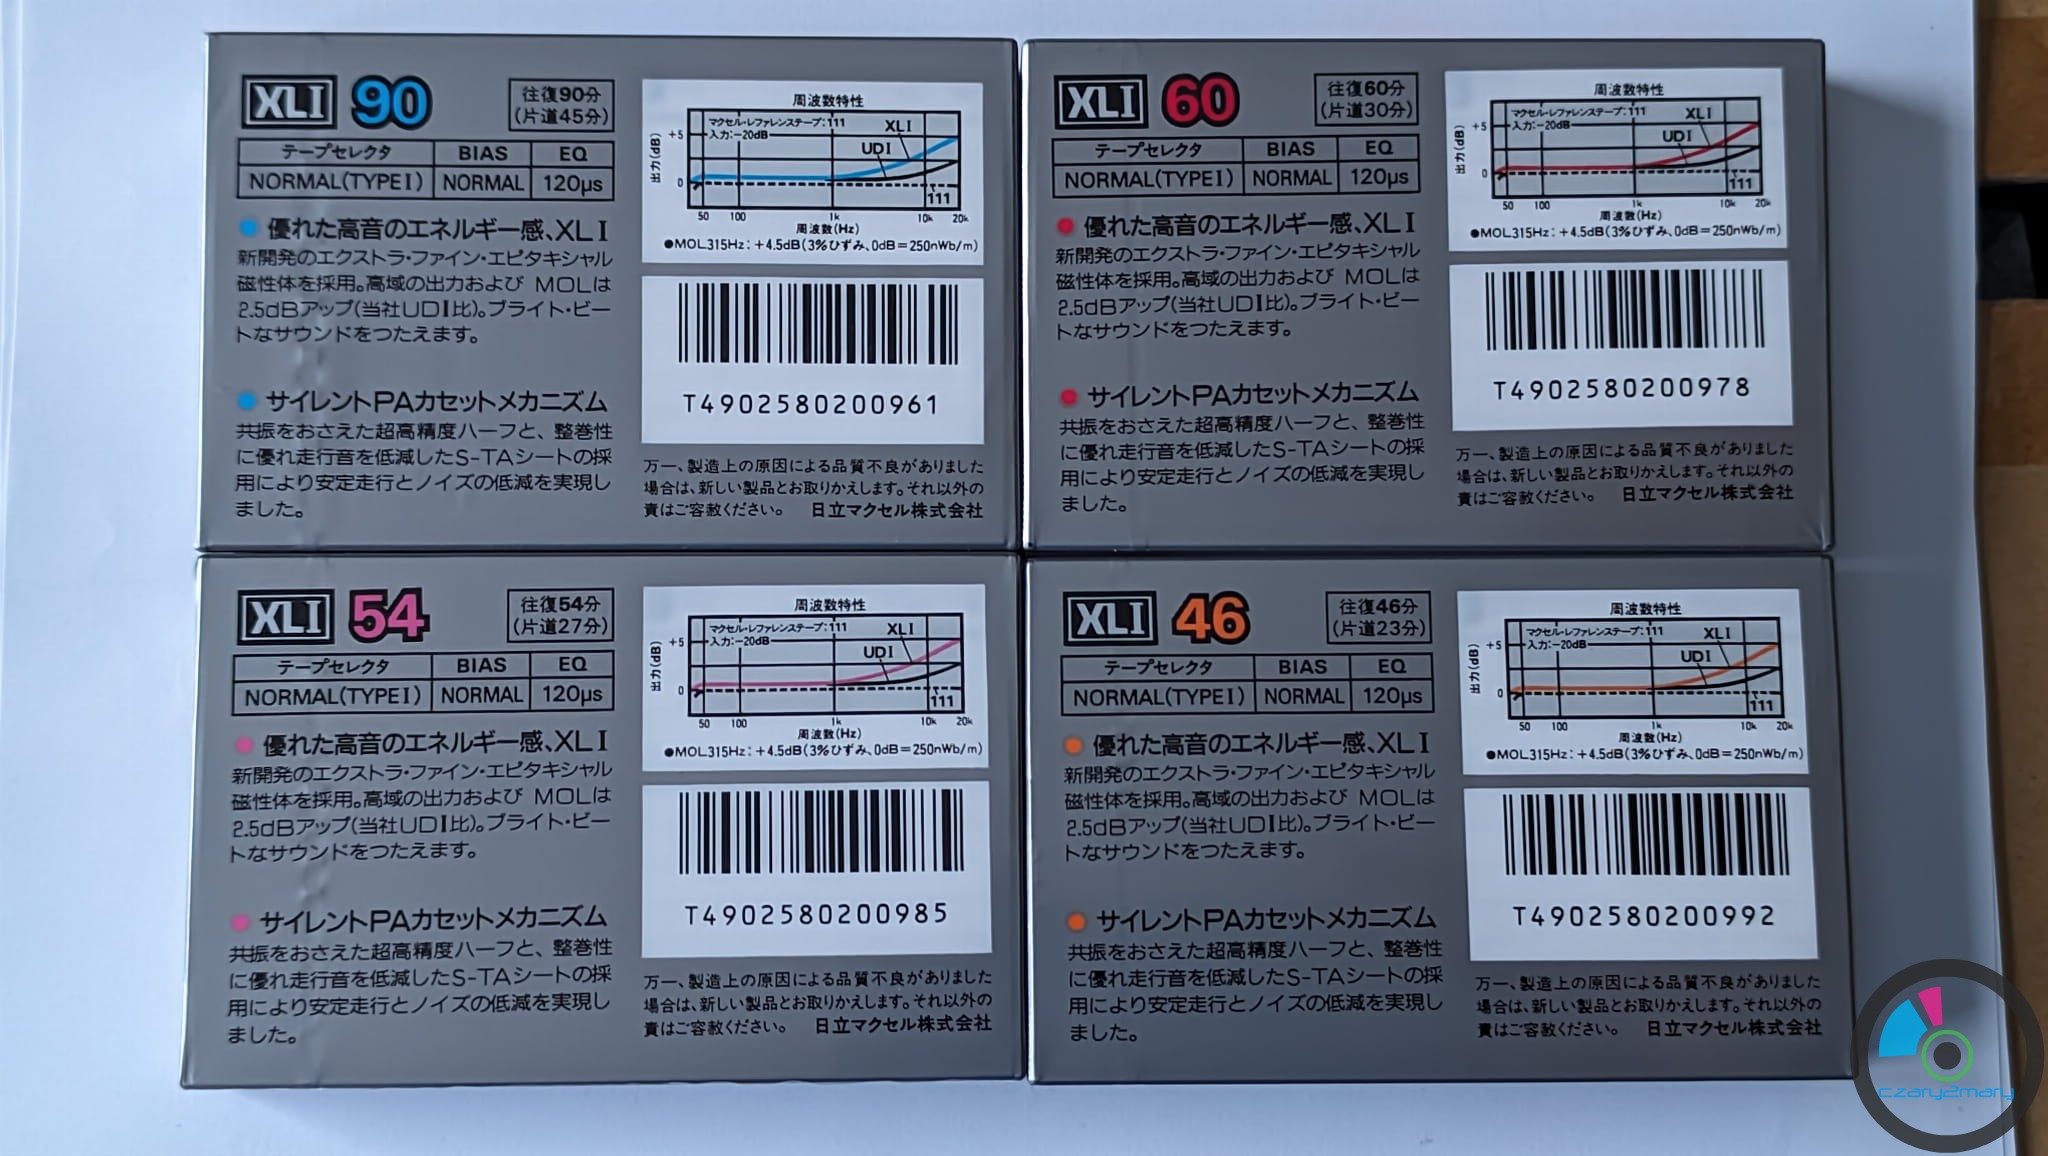 XLI 90
往復90分
(片道45分)
テープセレクタ BIAS EQ
NORMAL(TYPEⅠ) NORMAL 120μs
●優れた高音のエネルギー感、XLⅠ
新開発のエクストラ・ファイン・エピタキシャル
磁性体を採用。高域の出力および MOLは
2.5dBアップ(当社UDⅠ比)。ブライト・ビー
トなサウンドをつたえます。
●サイレントPAカセットメカニズム
共振をおさえた超高精度ハーフと、整巻性
に優れ走行音を低減したS-TAシートの採
用により安定走行とノイズの低減を実現し
ました。
周波数特性
マクセル・レファレンステープ:111
入力:-20dB
XLⅠ
UDⅠ
111
出力(dB)
+5
0
50 100 1k 10k 20k
周波数(Hz)
●MOL315Hz:+4.5dB(3%ひずみ、0dB=250nWb/m)
T4902580200961
万一、製造上の原因による品質不良がありました
場合は、新しい製品とお取りかえします。それ以外の
責はご容赦ください。 日立マクセル株式会社
XLI 60
往復60分
(片道30分)
テープセレクタ BIAS EQ
NORMAL(TYPEⅠ) NORMAL 120μs
●優れた高音のエネルギー感、XLⅠ
新開発のエクストラ・ファイン・エピタキシャル
磁性体を採用。高域の出力および MOLは
2.5dBアップ(当社UDⅠ比)。ブライト・ビー
トなサウンドをつたえます。
●サイレントPAカセットメカニズム
共振をおさえた超高精度ハーフと、整巻性
に優れ走行音を低減したS-TAシートの採
用により安定走行とノイズの低減を実現し
ました。
周波数特性
マクセル・レファレンステープ:111
入力:-20dB
XLⅠ
UDⅠ
111
出力(dB)
+5
0
50 100 1k 10k 20k
周波数(Hz)
●MOL315Hz:+4.5dB(3%ひずみ、0dB=250nWb/m)
T4902580200978
万一、製造上の原因による品質不良がありました
場合は、新しい製品とお取りかえします。それ以外の
責はご容赦ください。 日立マクセル株式会社
XLI 54
往復54分
(片道27分)
テープセレクタ BIAS EQ
NORMAL(TYPEⅠ) NORMAL 120μs
●優れた高音のエネルギー感、XLⅠ
新開発のエクストラ・ファイン・エピタキシャル
磁性体を採用。高域の出力および MOLは
2.5dBアップ(当社UDⅠ比)。ブライト・ビー
トなサウンドをつたえます。
●サイレントPAカセットメカニズム
共振をおさえた超高精度ハーフと、整巻性
に優れ走行音を低減したS-TAシートの採
用により安定走行とノイズの低減を実現し
ました。
周波数特性
マクセル・レファレンステープ:111
入力:-20dB
XLⅠ
UDⅠ
111
出力(dB)
+5
0
50 100 1k 10k 20k
周波数(Hz)
●MOL315Hz:+4.5dB(3%ひずみ、0dB=250nWb/m)
T4902580200985
万一、製造上の原因による品質不良がありました
場合は、新しい製品とお取りかえします。それ以外の
責はご容赦ください。 日立マクセル株式会社
XLI 46
往復46分
(片道23分)
テープセレクタ BIAS EQ
NORMAL(TYPEⅠ) NORMAL 120μs
●優れた高音のエネルギー感、XLⅠ
新開発のエクストラ・ファイン・エピタキシャル
磁性体を採用。高域の出力および MOLは
2.5dBアップ(当社UDⅠ比)。ブライト・ビー
トなサウンドをつたえます。
●サイレントPAカセットメカニズム
共振をおさえた超高精度ハーフと、整巻性
に優れ走行音を低減したS-TAシートの採
用により安定走行とノイズの低減を実現し
ました。
周波数特性
マクセル・レファレンステープ:111
入力:-20dB
XLⅠ
UDⅠ
111
出力(dB)
+5
0
50 100 1k 10k 20k
周波数(Hz)
●MOL315Hz:+4.5dB(3%ひずみ、0dB=250nWb/m)
T4902580200992
万一、製造上の原因による品質不良がありました
場合は、新しい製品とお取りかえします。それ以外の
責はご容赦ください。 日立マクセル株式会社
czary2mary